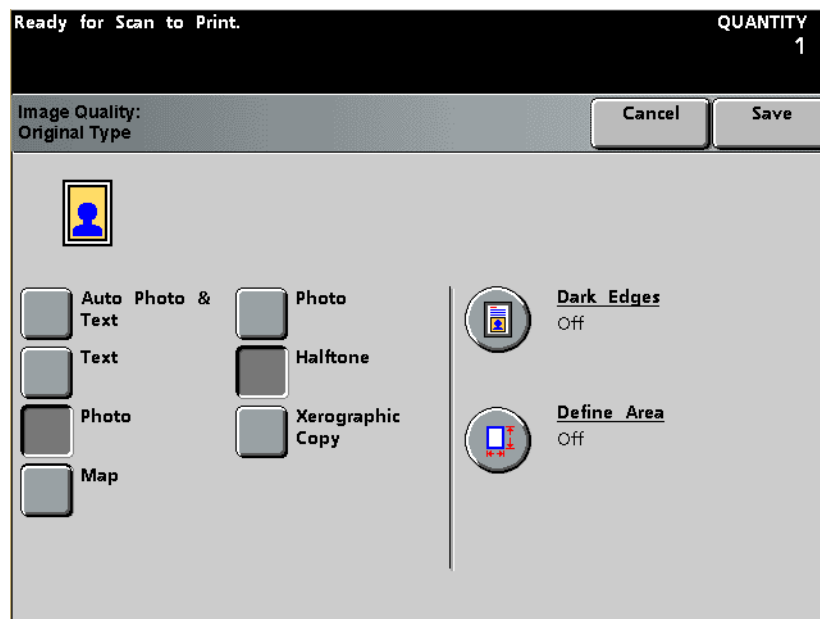 Ready for Scan to Print.
QUANTITY
1
Image Quality:
Original Type
Cancel
Save
Auto Photo &
Text
Text
Photo
Map
Photo
Halftone
Xerographic
Copy
Dark Edges
Off
Define Area
Off